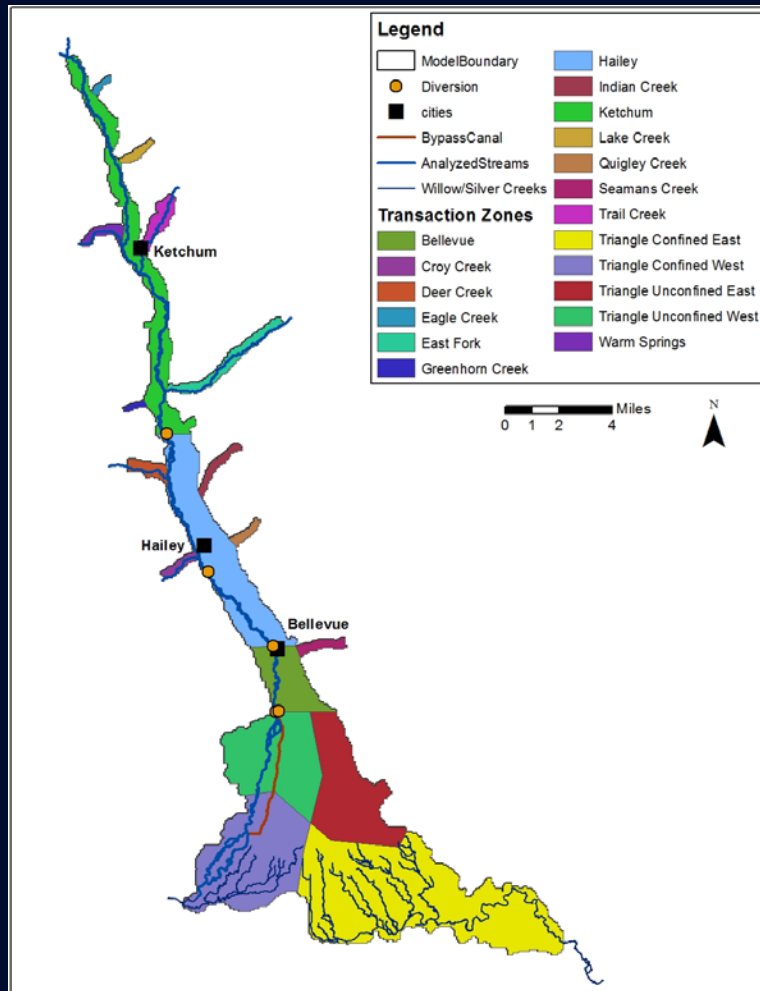 Legend
ModelBoundary
Diversion
cities
BypassCanal
AnalyzedStreams
Willow/Silver Creeks
Transaction Zones
Bellevue
Croy Creek
Deer Creek
Eagle Creek
East Fork
Greenhorn Creek
Hailey
Indian Creek
Ketchum
Lake Creek
Quigley Creek
Seamans Creek
Trail Creek
Triangle Confined East
Triangle Confined West
Triangle Unconfined East
Triangle Unconfined West
Warm Springs
Miles
0 1 2 4
N
Ketchum
Hailey
Bellevue